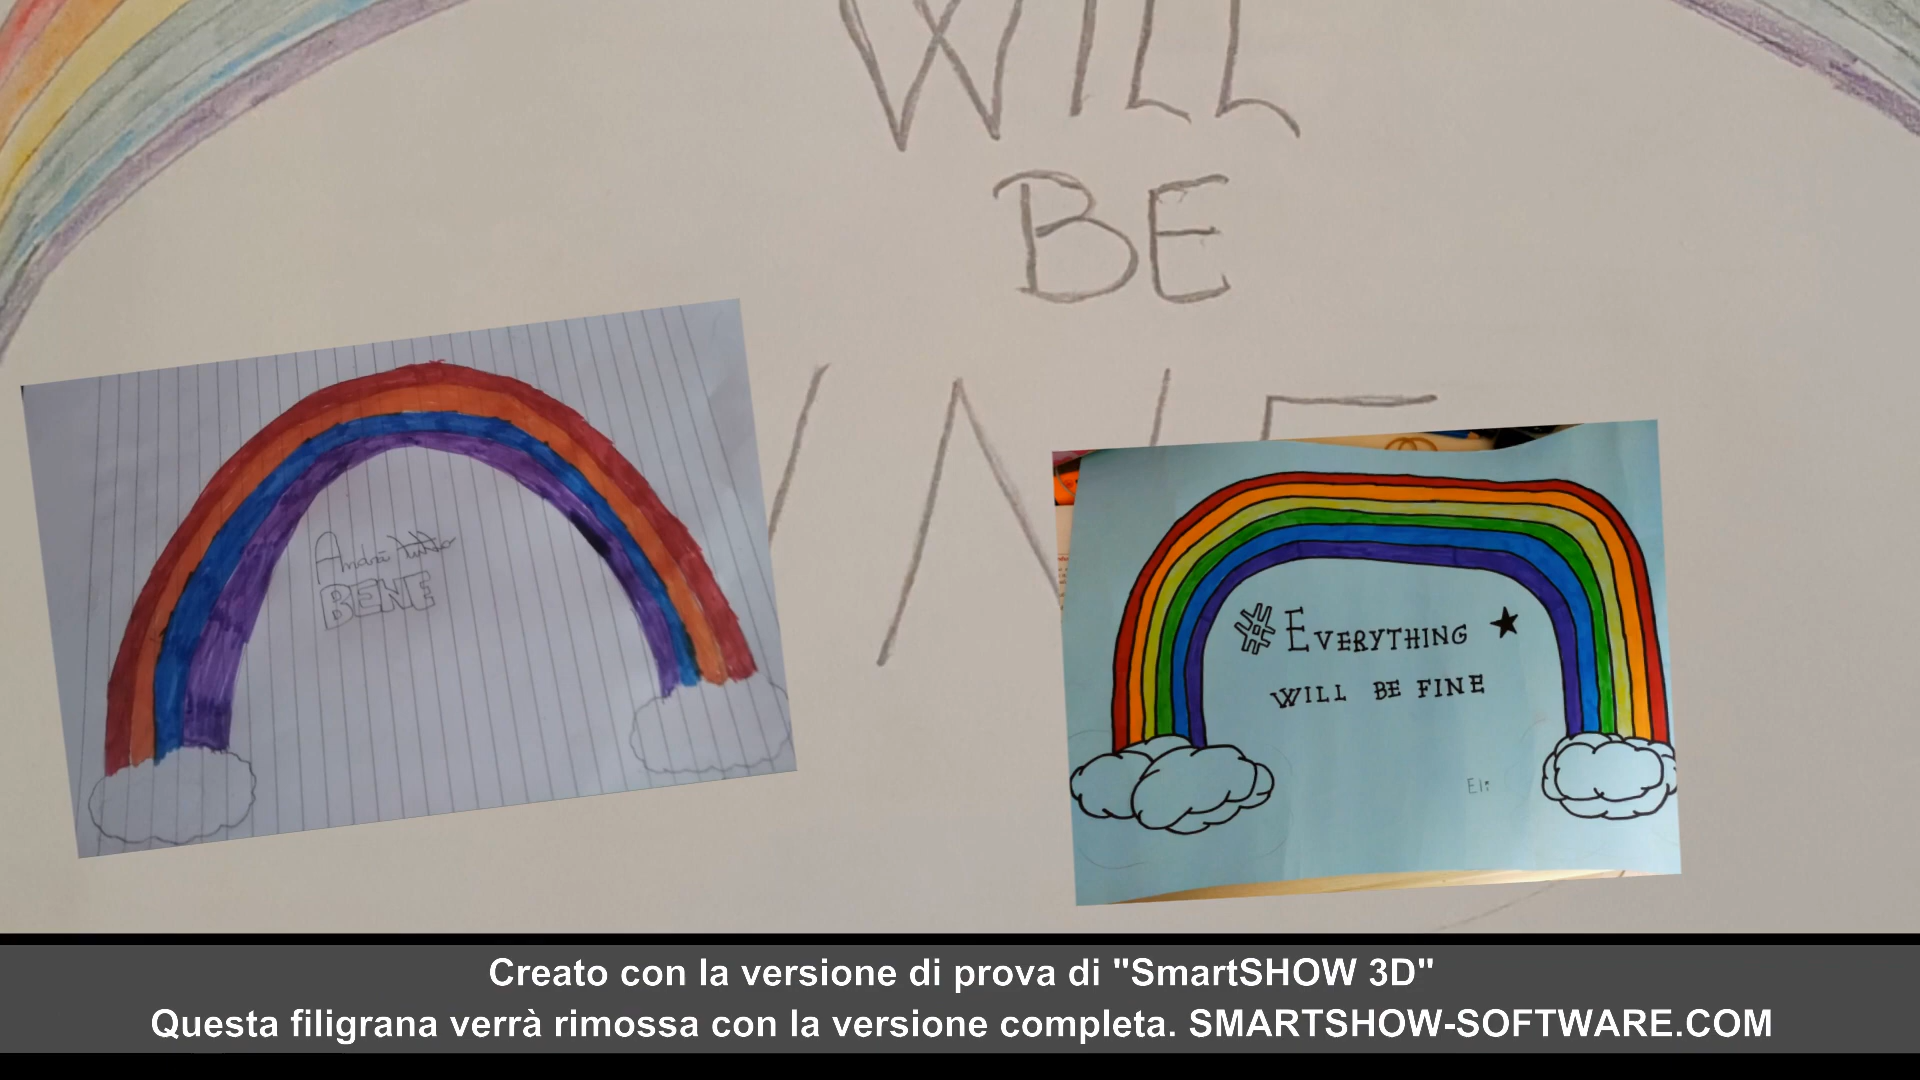 WILL
BE
Andrà tutto
BENE
#EVERYTHING
WILL BE FINE
Eli
Creato con la versione di prova di "SmartSHOW 3D"
Questa filigrana verrà rimossa con la versione completa. SMARTSHOW-SOFTWARE.COM